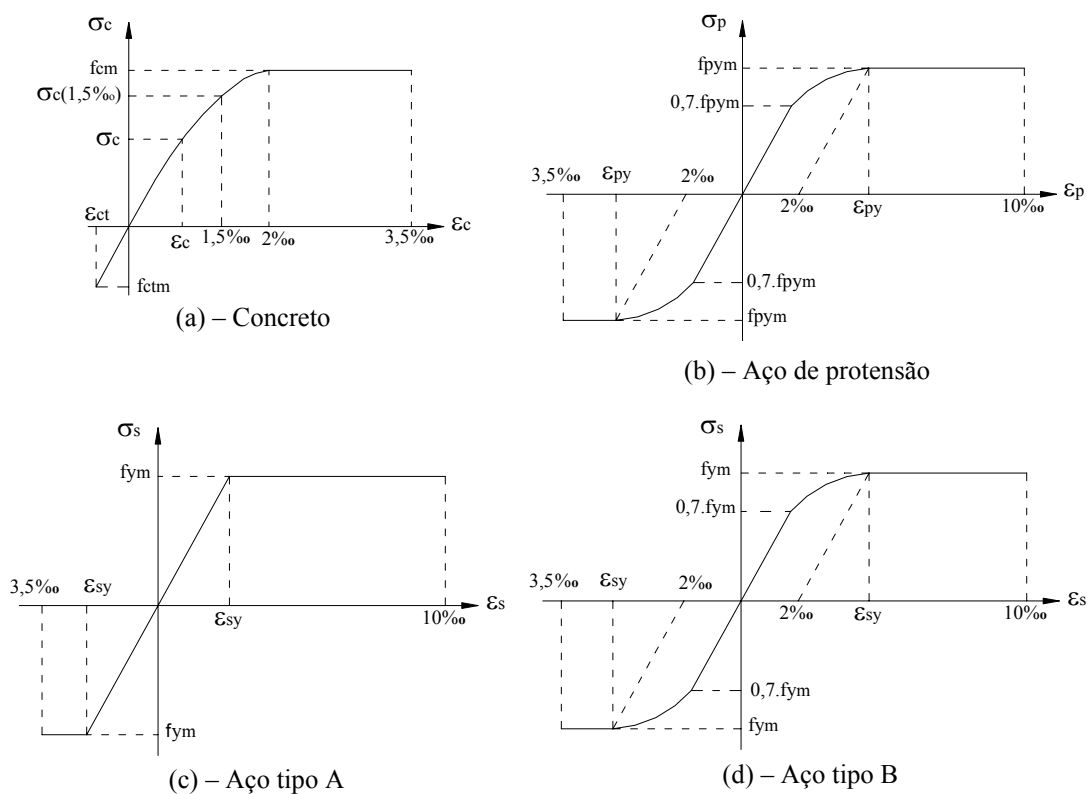 σc
fcm
σc(1,5‰)
σc
εct
εc
1,5‰
2‰
3,5‰
εc
fctm
(a) – Concreto
σp
fpym
0,7.fpym
3,5‰
εpy
2‰
2‰
εpy
10‰
εp
0,7.fpym
fpym
(b) – Aço de protensão
σs
fym
3,5‰
εsy
εsy
10‰
εs
fym
(c) – Aço tipo A
σs
fym
0,7.fym
3,5‰
εsy
2‰
2‰
εsy
10‰
εs
0,7.fym
fym
(d) – Aço tipo B